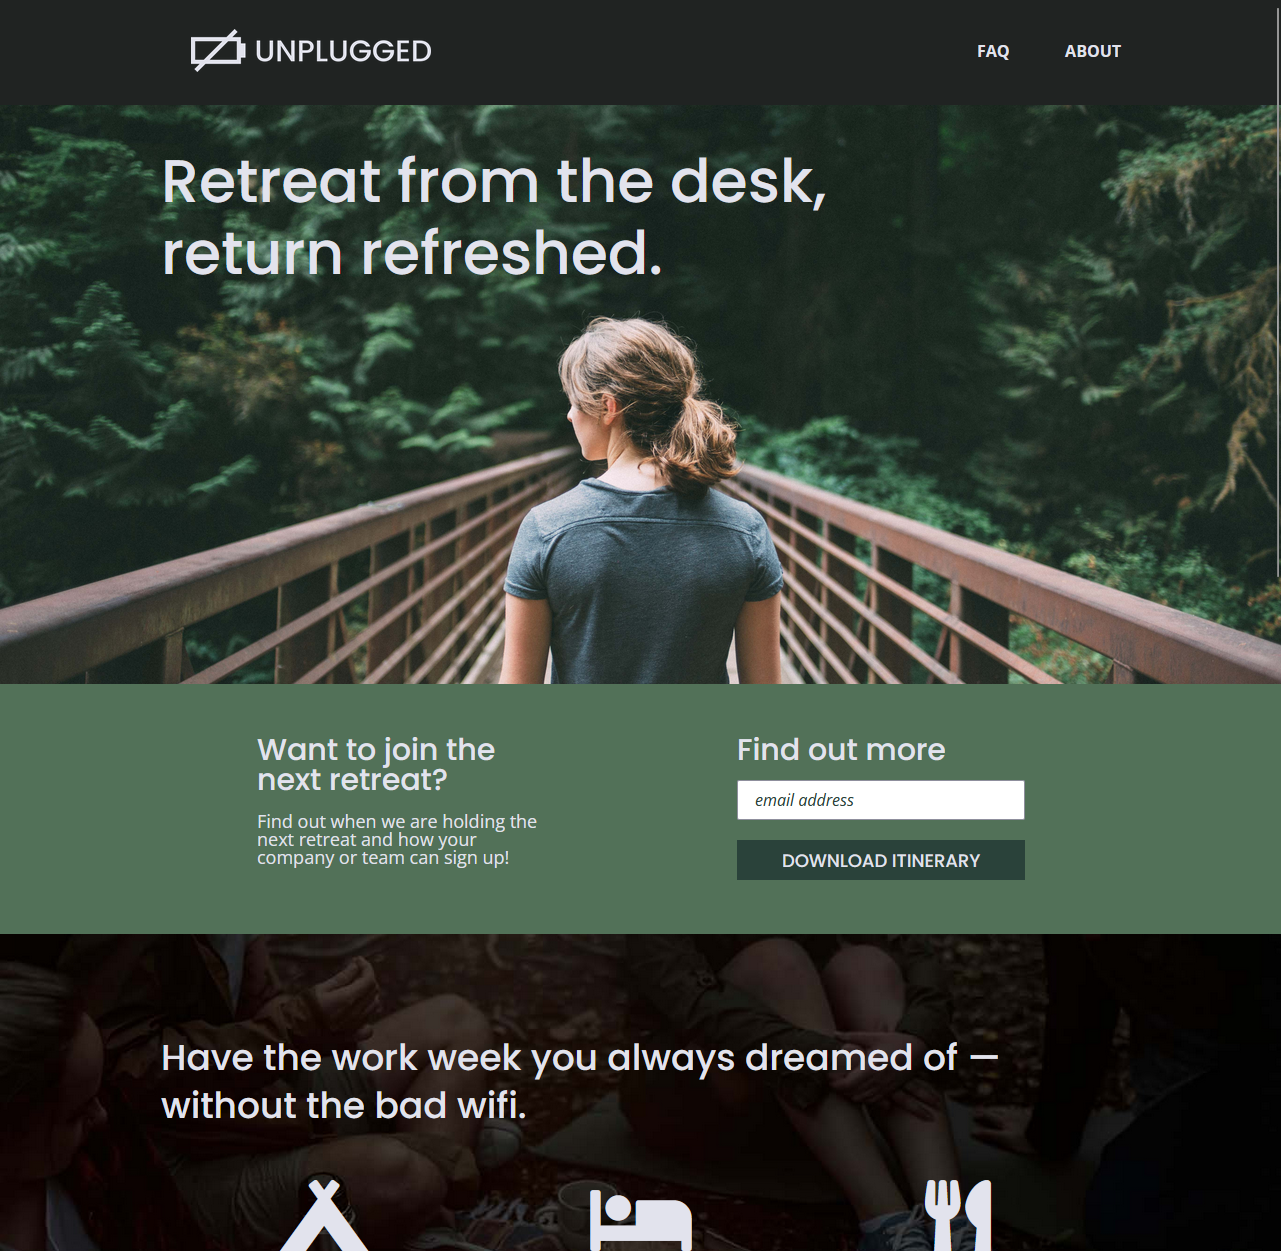 UNPLUGGED
FAQ
ABOUT
Retreat from the desk,
return refreshed.
Want to join the
next retreat?
Find out when we are holding the
next retreat and how your
company or team can sign up!
Find out more
email address
DOWNLOAD ITINERARY
Have the work week you always dreamed of —
without the bad wifi.